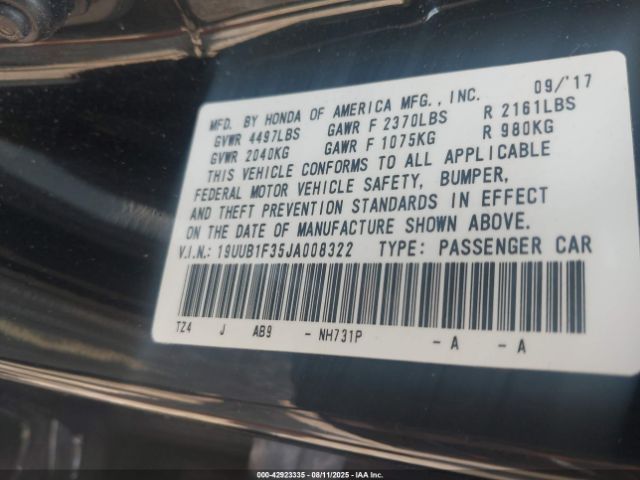 09/'17
MFD. BY HONDA OF AMERICA MFG., INC.
GVWR 4497LBS GAWR F 2370LBS R 2161LBS
GVWR 2040KG GAWR F 1075KG R 980KG
THIS VEHICLE CONFORMS TO ALL APPLICABLE
FEDERAL MOTOR VEHICLE SAFETY, BUMPER,
AND THEFT PREVENTION STANDARDS IN EFFECT
ON THE DATE OF MANUFACTURE SHOWN ABOVE.
V.I.N.: 19UUB1F35JA008322 TYPE: PASSENGER CAR
TZ4 J AB9 - NH731P - A - A
000-42923335 - 08/11/2025 - IAA Inc.